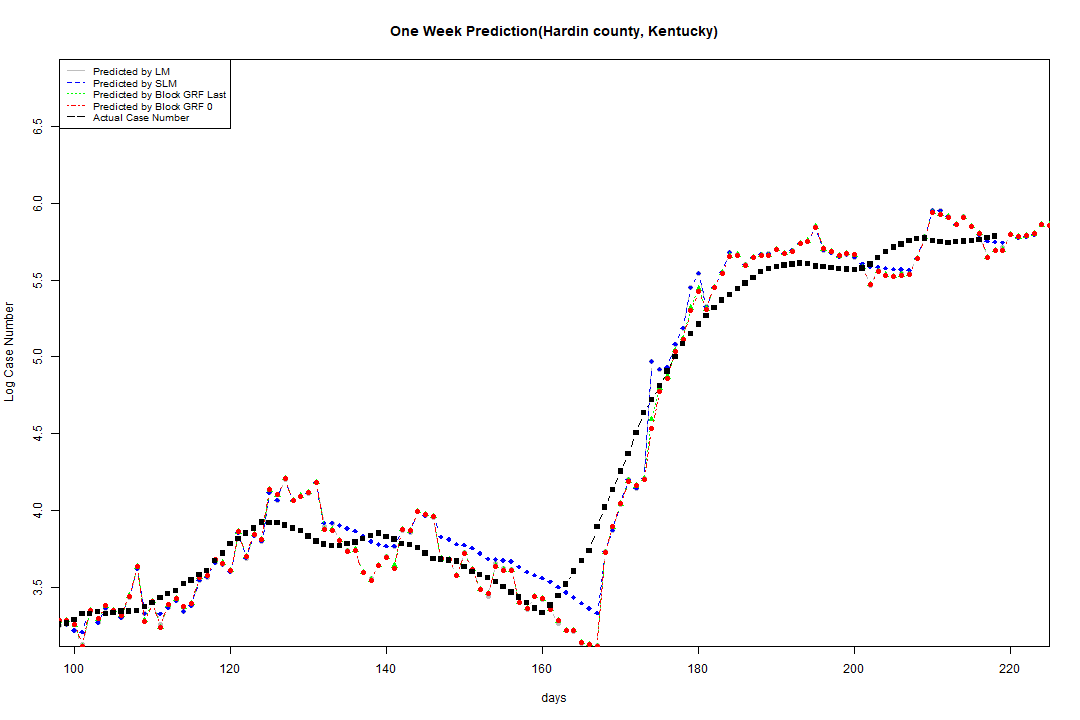 One Week Prediction(Hardin county, Kentucky)
Predicted by LM
Predicted by SLM
Predicted by Block GRF Last
Predicted by Block GRF 0
Actual Case Number
6.5
6.0
5.5
5.0
4.5
4.0
3.5
Log Case Number
100 120 140 160 180 200 220
days